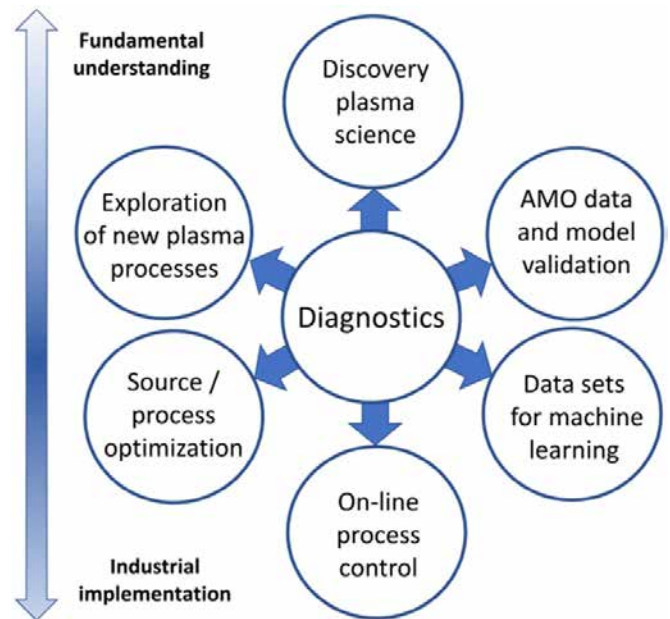 Fundamental
understanding
Discovery
plasma
science
Exploration
of new plasma
processes
AMO data
and model
validation
Diagnostics
Source /
process
optimization
Data sets
for machine
learning
On-line
process
control
Industrial
implementation